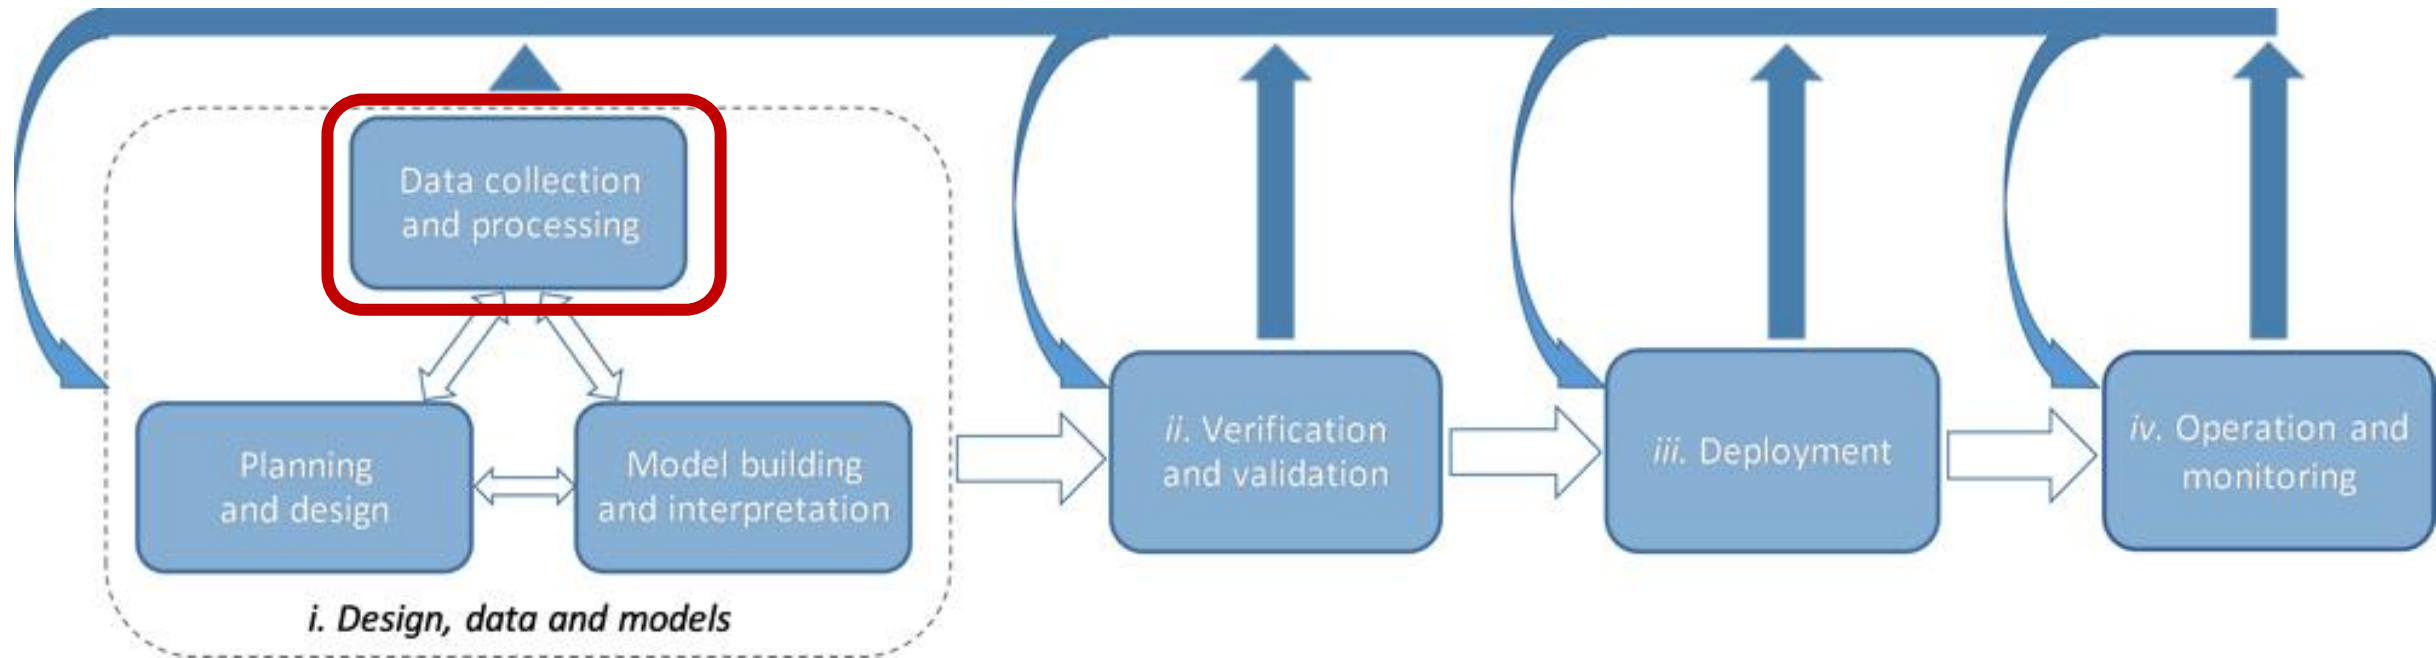 Data collection
and processing
Planning
and design
Model building
and interpretation
i. Design, data and models
ii. Verification
and validation
iii. Deployment
iv. Operation and
monitoring